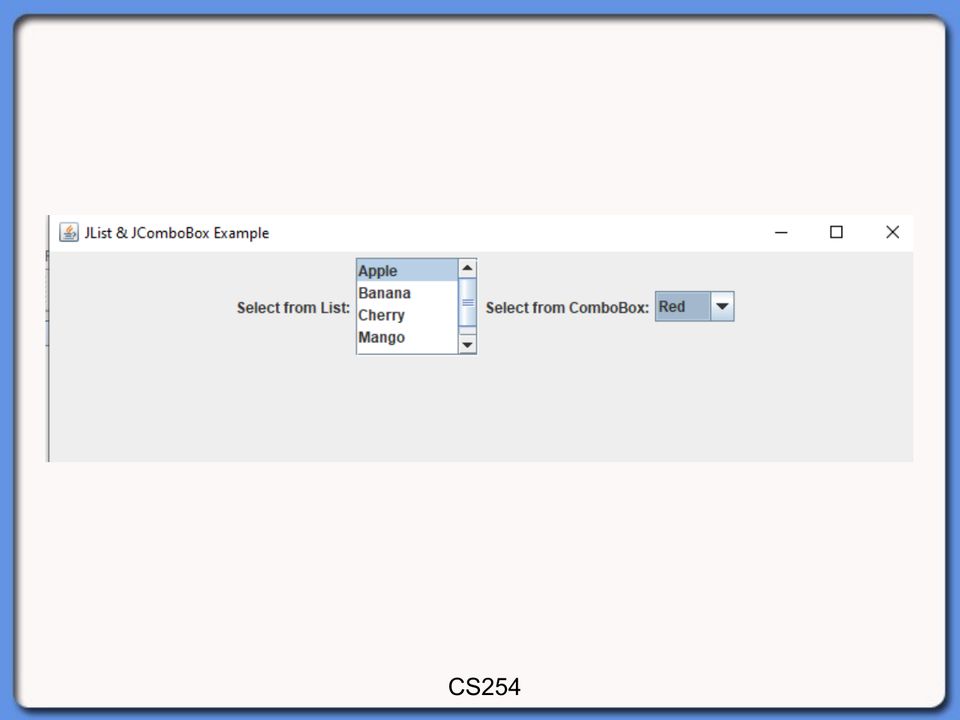 JList & JComboBox Example
Select from List:
Apple
Banana
Cherry
Mango
Select from ComboBox:
Red
CS254